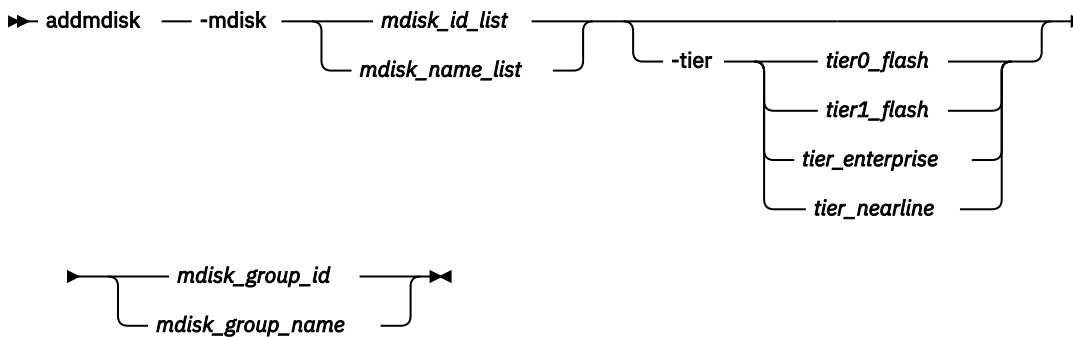 addmdisk -mdisk mdisk_id_list
mdisk_name_list
-tier tier0_flash
tier1_flash
tier_enterprise
tier_nearline
mdisk_group_id
mdisk_group_name